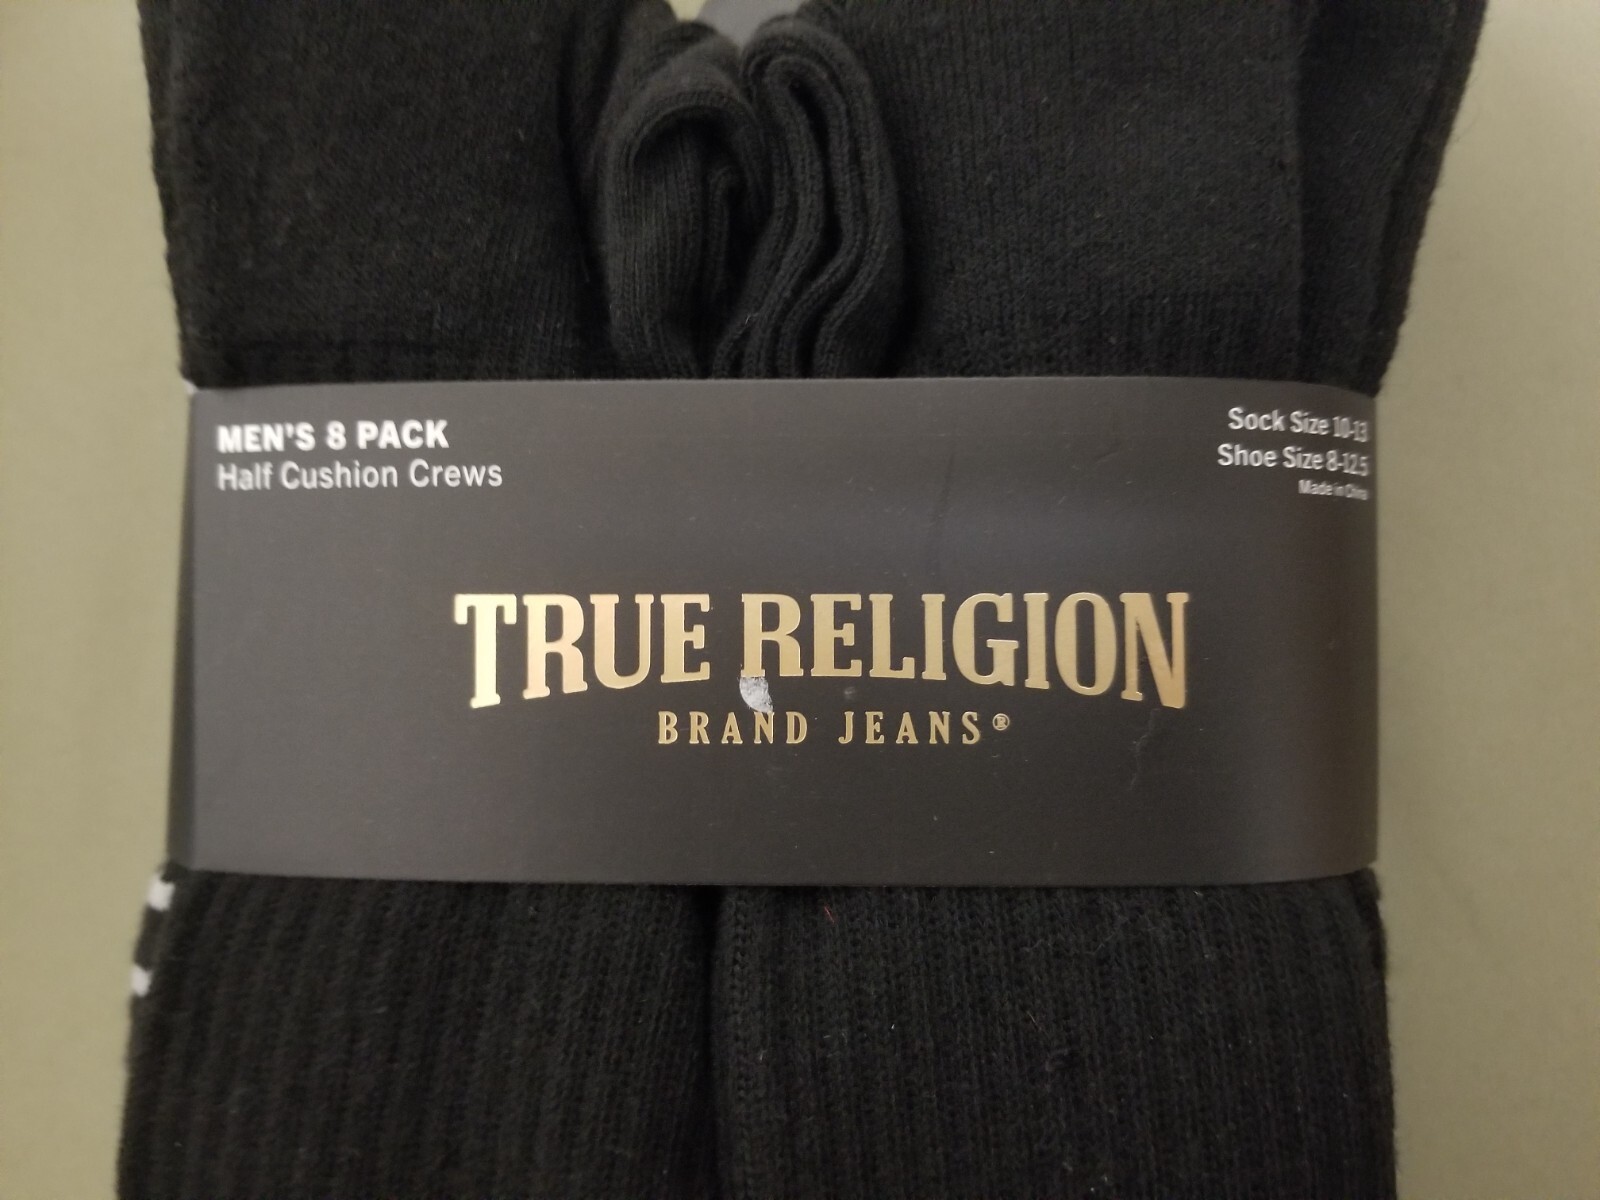 MEN'S 8 PACK
Half Cushion Crews
Sock Size 10-13
Shoe Size 8-12.5
Made in China
TRUE RELIGION
BRAND JEANS®